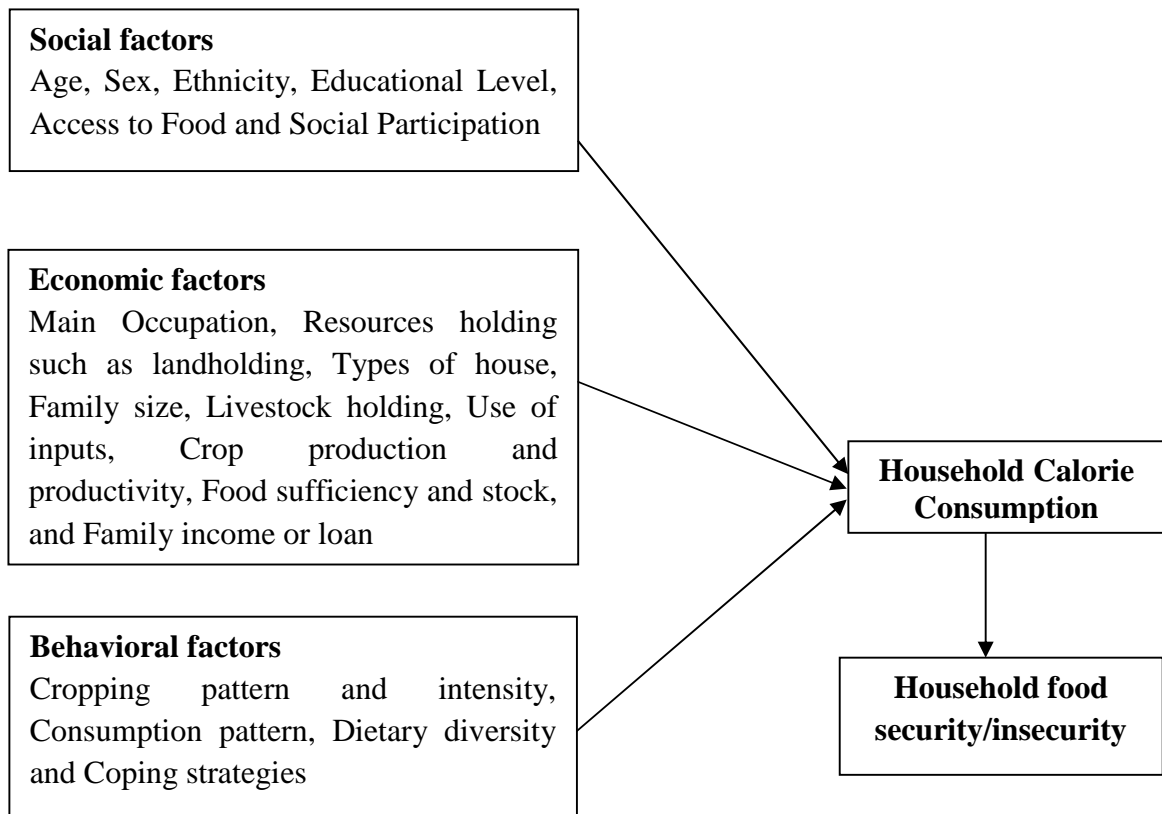 Social factors
Age, Sex, Ethnicity, Educational Level,
Access to Food and Social Participation
Economic factors
Main Occupation, Resources holding
such as landholding, Types of house,
Family size, Livestock holding, Use of
inputs, Crop production and
productivity, Food sufficiency and stock,
and Family income or loan
Household Calorie
Consumption
Behavioral factors
Cropping pattern and intensity,
Consumption pattern, Dietary diversity
and Coping strategies
Household food
security/insecurity